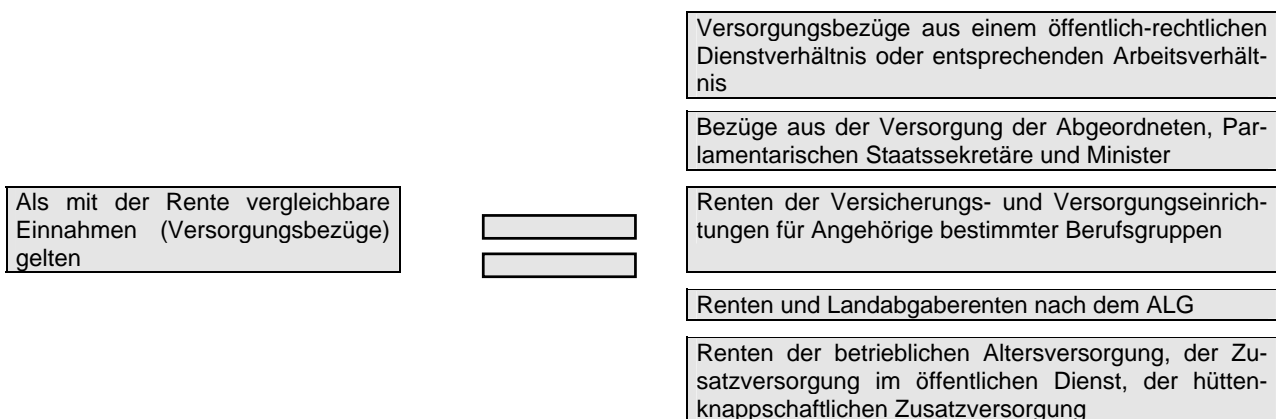 Versorgungsbezüge aus einem öffentlich-rechtlichen
Dienstverhältnis oder entsprechenden Arbeitsverhält-
nis
Bezüge aus der Versorgung der Abgeordneten, Par-
lamentarischen Staatssekretäre und Minister
Als mit der Rente vergleichbare
Einnahmen (Versorgungsbezüge)
gelten
Renten der Versicherungs- und Versorgungseinrich-
tungen für Angehörige bestimmter Berufsgruppen
Renten und Landabgaberenten nach dem ALG
Renten der betrieblichen Altersversorgung, der Zu-
satzversorgung im öffentlichen Dienst, der hütten-
knappschaftlichen Zusatzversorgung